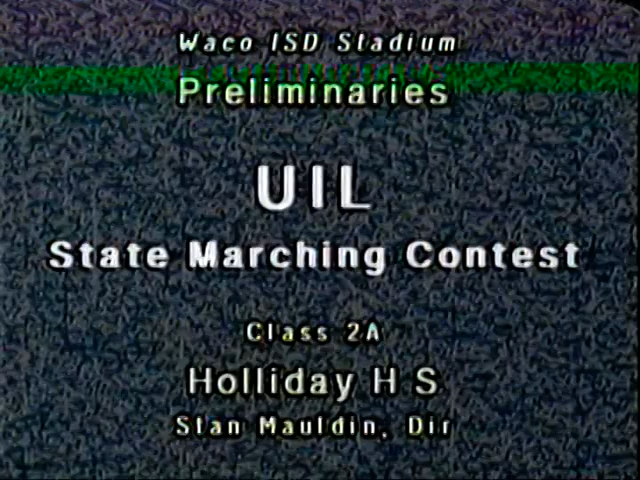 Waco ISD Stadium
Preliminaries
UIL
State Marching Contest
Class 2A
Holliday H S
Stan Mauldin, Dir